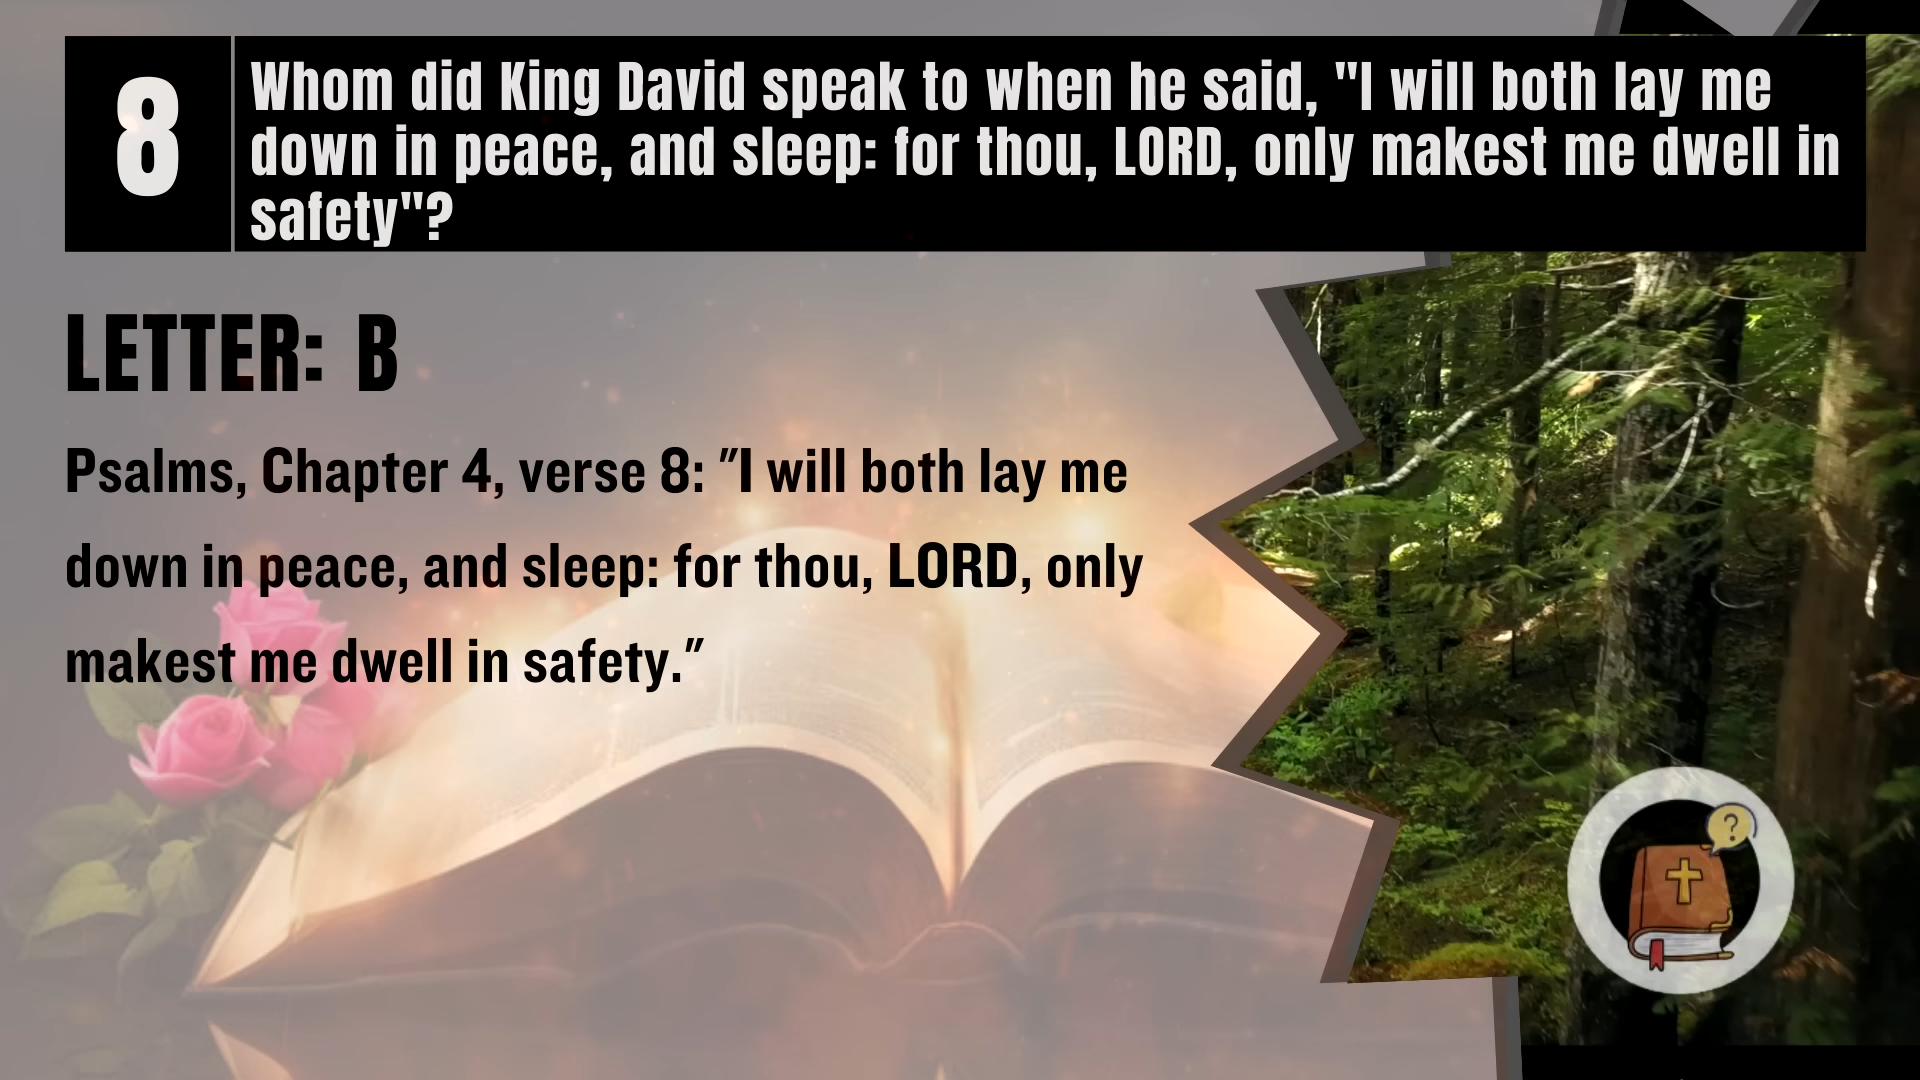 8
Whom did King David speak to when he said, "I will both lay me
down in peace, and sleep: for thou, LORD, only makest me dwell in
safety"?
LETTER: B
Psalms, Chapter 4, verse 8: "I will both lay me
down in peace, and sleep: for thou, LORD, only
makest me dwell in safety."
?